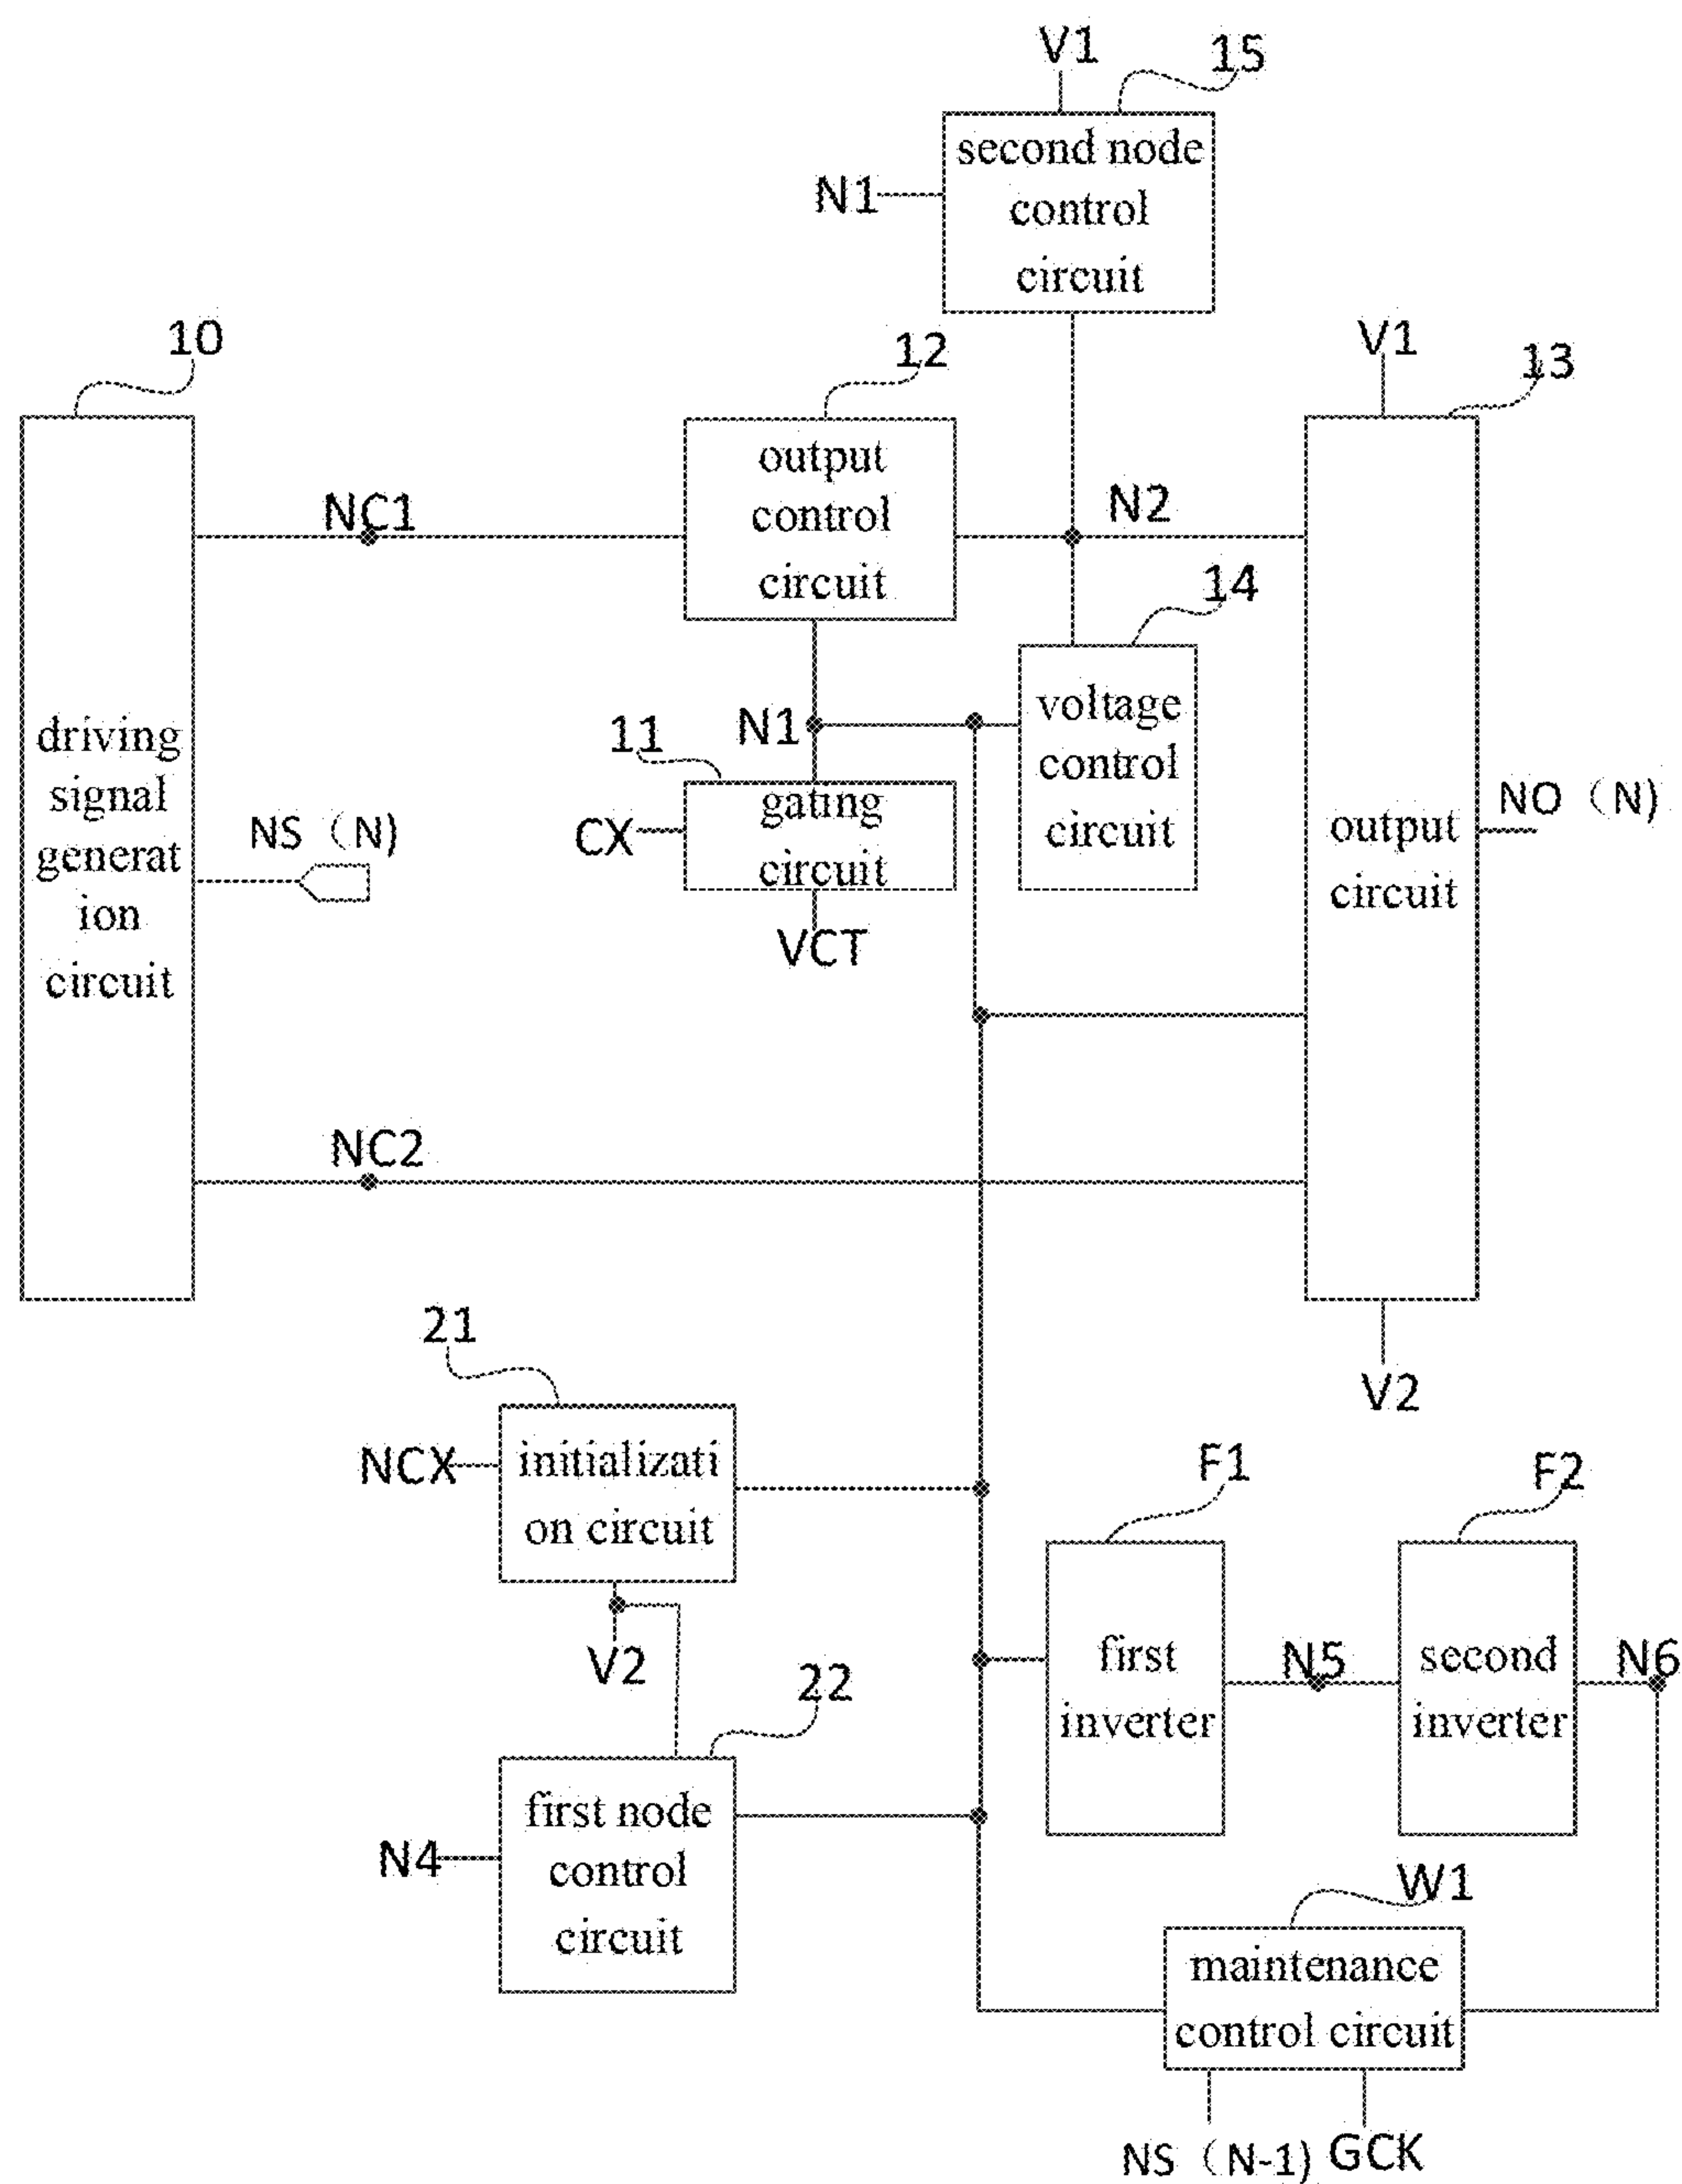 V1
15
second node
control
circuit
N1
10
12
V1
13
output
control
circuit
NC1
N2
14
driving
signal
generat
ion
circuit
NS（N)
N1
11
gating
circuit
CX
VCT
voltage
control
circuit
output
circuit
NO（N)
NC2
21
NCX
initializati
on circuit
V2
V2
F1
F2
first
inverter
N5
second
inverter
N6
22
N4
first node
control
circuit
W1
maintenance
control circuit
NS（N-1)
GCK